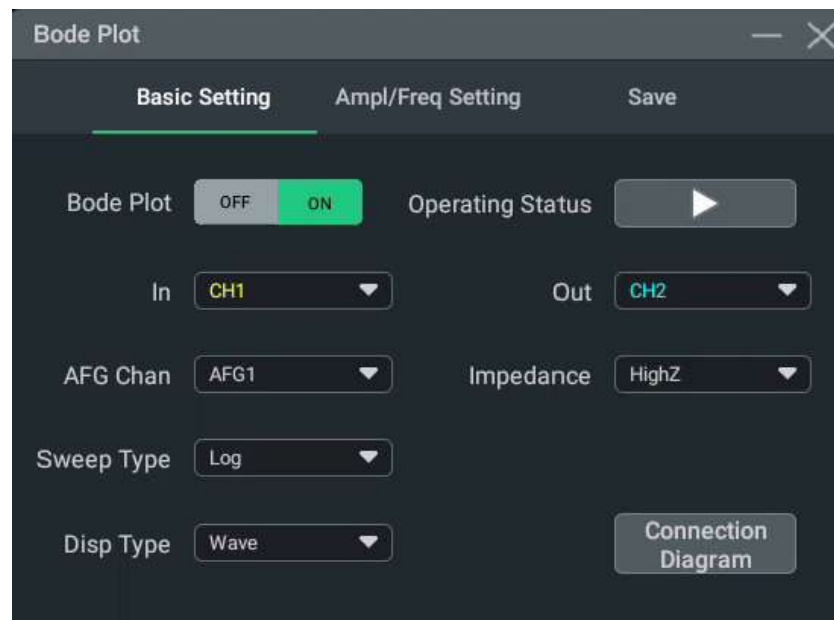 Bode Plot
Basic Setting Ampl/Freq Setting Save
Bode Plot OFF ON Operating Status
In CH1 Out CH2
AFG Chan AFG1 Impedance HighZ
Sweep Type Log
Disp Type Wave Connection
Diagram